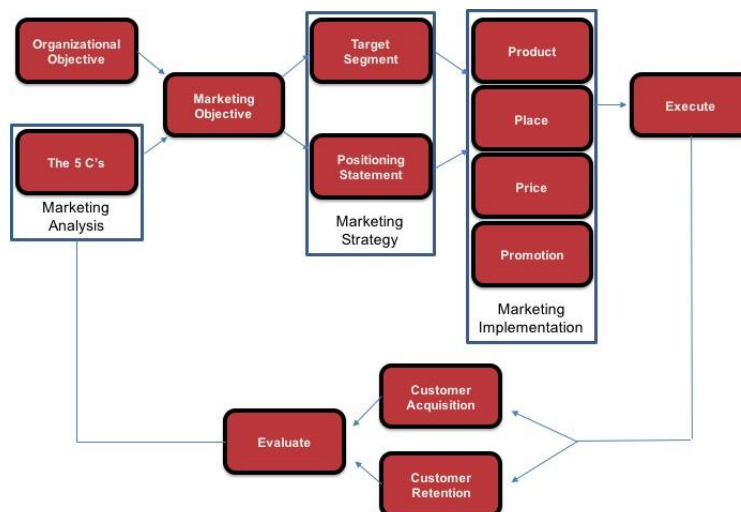 Organizational
Objective
The 5 C's
Marketing
Analysis
Marketing
Objective
Target
Segment
Positioning
Statement
Marketing
Strategy
Product
Place
Price
Promotion
Marketing
Implementation
Execute
Customer
Acquisition
Customer
Retention
Evaluate